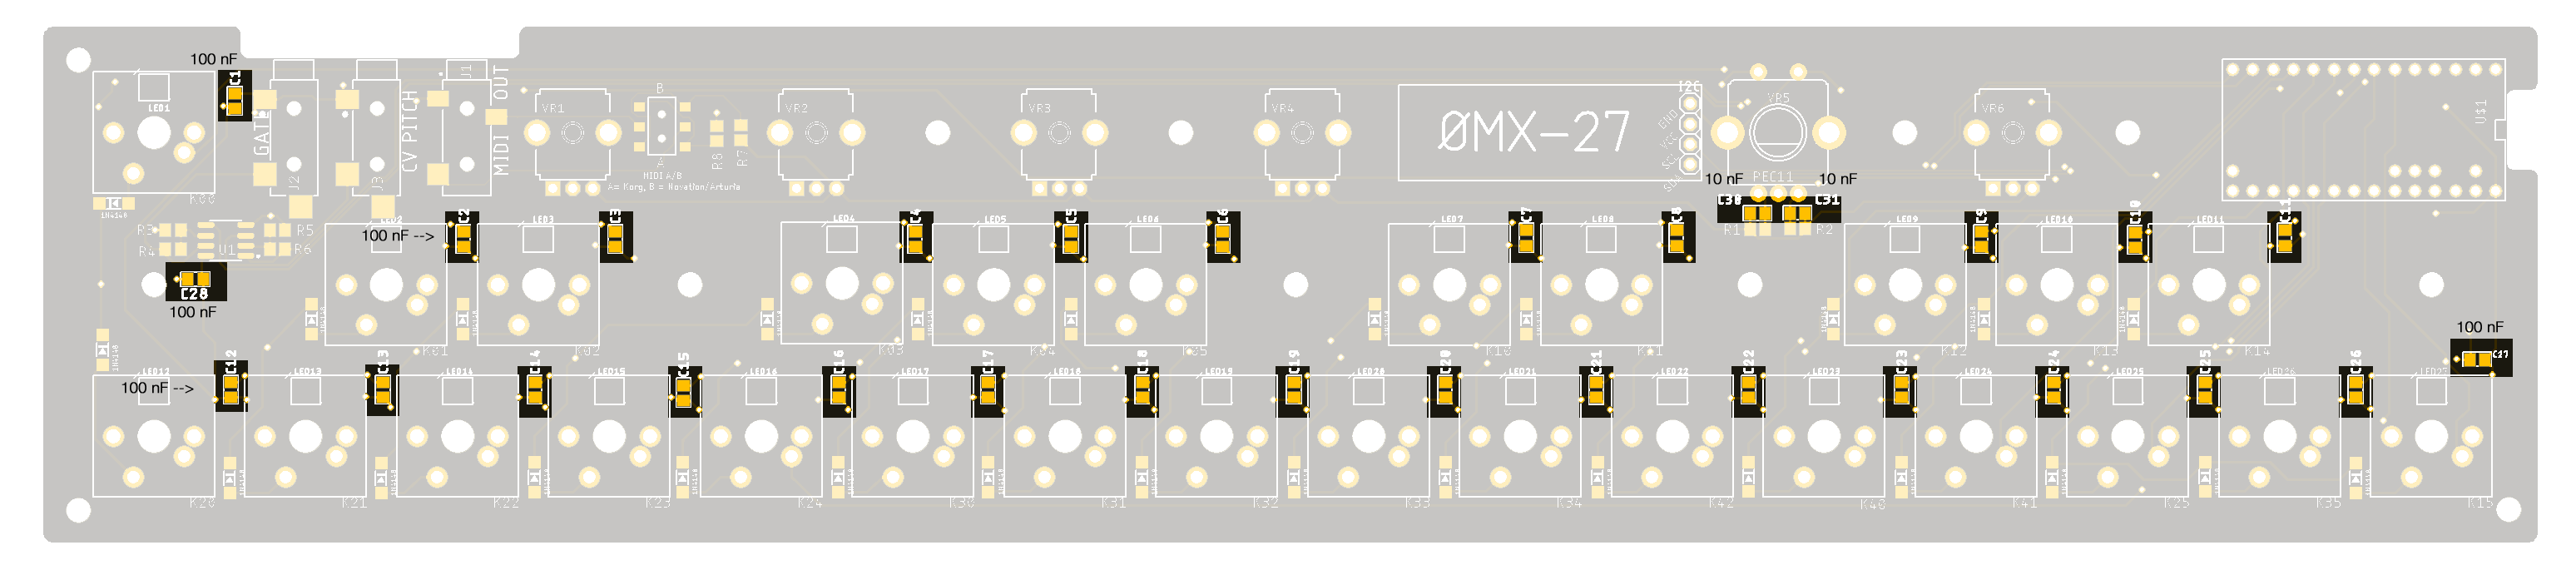 100 nF
C1
LED1
K00
GATE
J2
CV PITCH
J3
J1
MIDI OUT
VR1
B
A
MIDI A/B
A= Korg, B = Novation/Arturia
R8
R7
VR2
VR3
VR4
ØMX-27
I2C
GND
VCC
SCL
SDA
VR5
PEC11
10 nF
10 nF
C30
C31
R1
R2
VR6
U$1
1N4148
R3
R4
U1
R5
R6
C28
100 nF
100 nF -->
LED2
C2
LED3
C3
LED4
C4
LED5
C5
LED6
C6
LED7
C7
LED8
C8
LED9
C9
LED10
C10
LED11
C11
K01
K02
K03
K04
K05
K10
K11
K12
K13
K14
1N4148
100 nF
C27
100 nF -->
LED12
C12
LED13
C13
LED14
C14
LED15
C15
LED16
C16
LED17
C17
LED18
C18
LED19
C19
LED20
C20
LED21
C21
LED22
C22
LED23
C23
LED24
C24
LED25
C25
LED26
C26
LED27
K20
K21
K22
K23
K24
K30
K31
K32
K33
K34
K42
K40
K41
K25
K35
K15